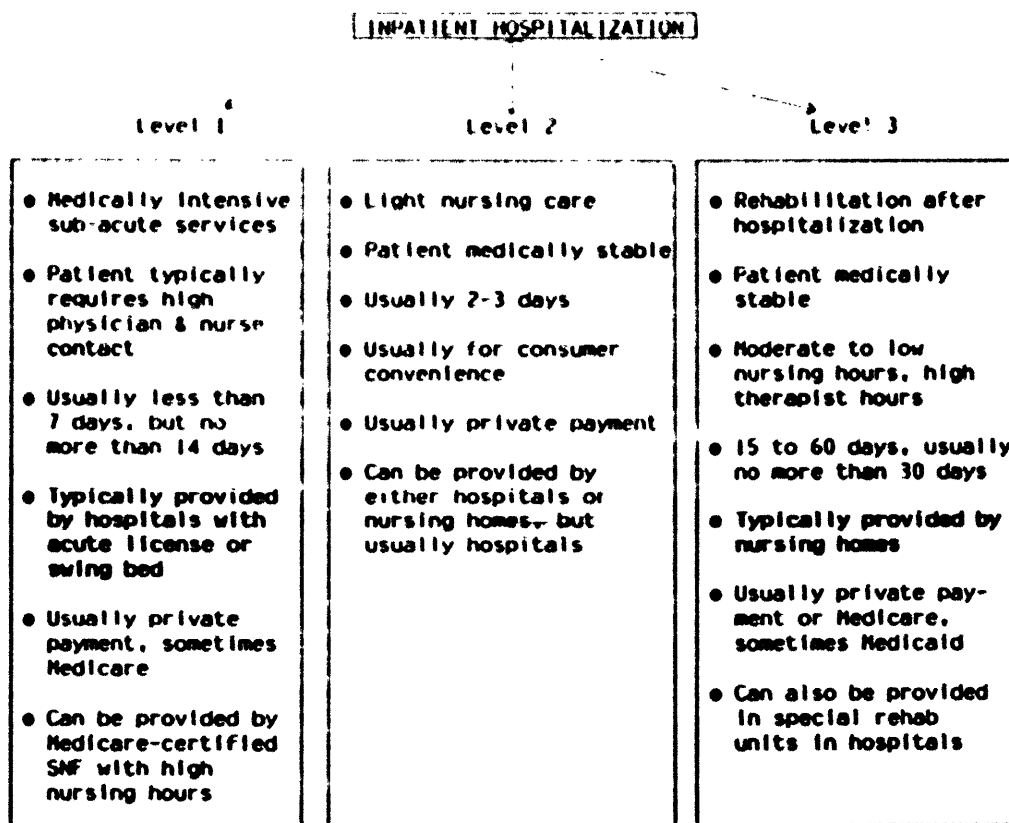 INPATIENT HOSPITALIZATION
Level 1
● Medically intensive
sub-acute services
● Patient typically
requires high
physician & nurse
contact
● Usually less than
7 days, but no
more than 14 days
● Typically provided
by hospitals with
acute license or
swing bed
● Usually private
payment, sometimes
Medicare
● Can be provided by
Medicare-certified
SNF with high
nursing hours
Level 2
● Light nursing care
● Patient medically stable
● Usually 2-3 days
● Usually for consumer
convenience
● Usually private payment
● Can be provided by
either hospitals or
nursing homes, but
usually hospitals
Level 3
● Rehabilitation after
hospitalization
● Patient medically
stable
● Moderate to low
nursing hours, high
therapist hours
● 15 to 60 days, usually
no more than 30 days
● Typically provided by
nursing homes
● Usually private pay-
ment or Medicare,
sometimes Medicaid
● Can also be provided
in special rehab
units in hospitals